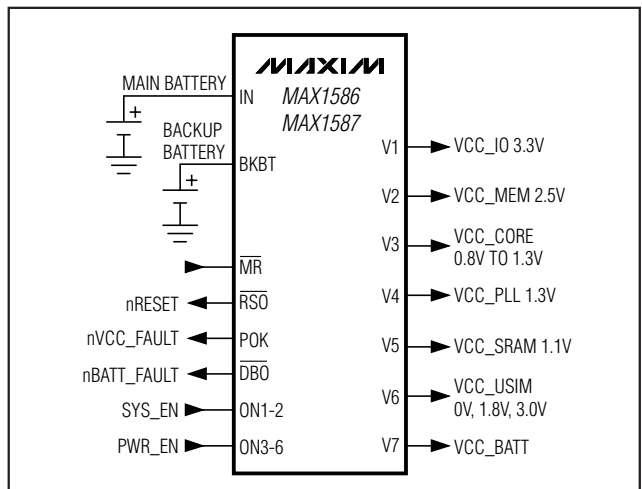 MAXIM
MAX1586
MAX1587
MAIN BATTERY
+
IN
BACKUP
BATTERY
+
BKBT
MR
nRESET
RSO
nVCC_FAULT
POK
nBATT_FAULT
DBO
SYS_EN
ON1-2
PWR_EN
ON3-6
V1
VCC_IO 3.3V
V2
VCC_MEM 2.5V
V3
VCC_CORE
0.8V TO 1.3V
V4
VCC_PLL 1.3V
V5
VCC_SRAM 1.1V
V6
VCC_USIM
0V, 1.8V, 3.0V
V7
VCC_BATT